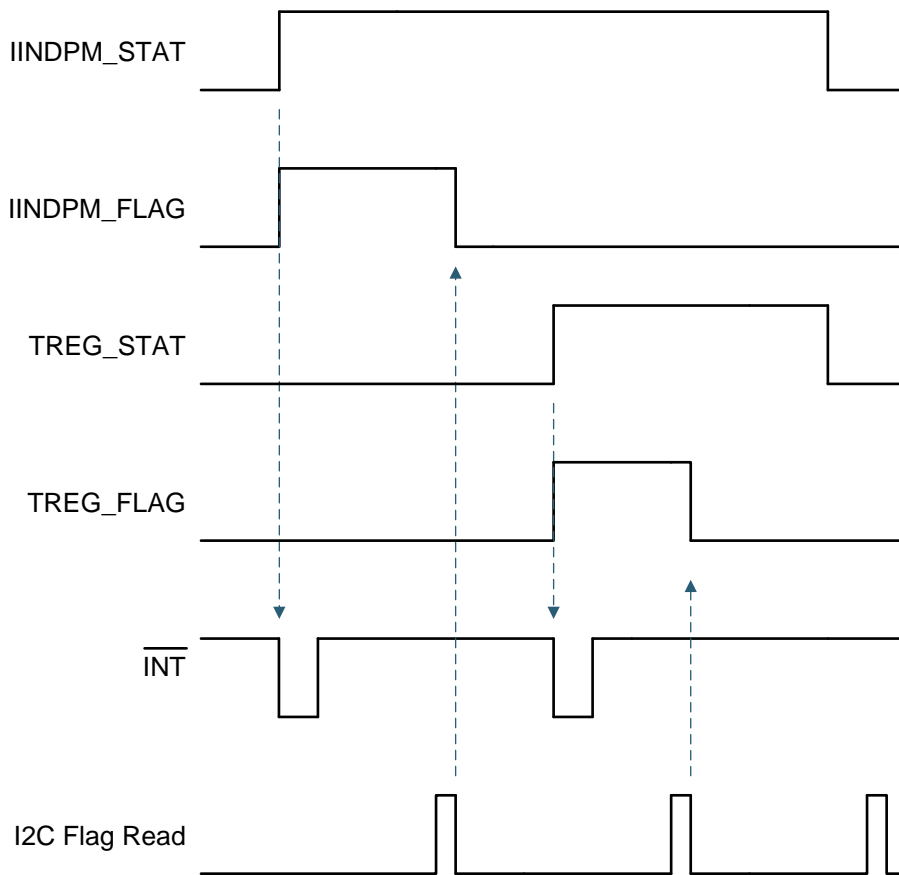 IINDPM_STAT
IINDPM_FLAG
TREG_STAT
TREG_FLAG
INT
I2C Flag Read